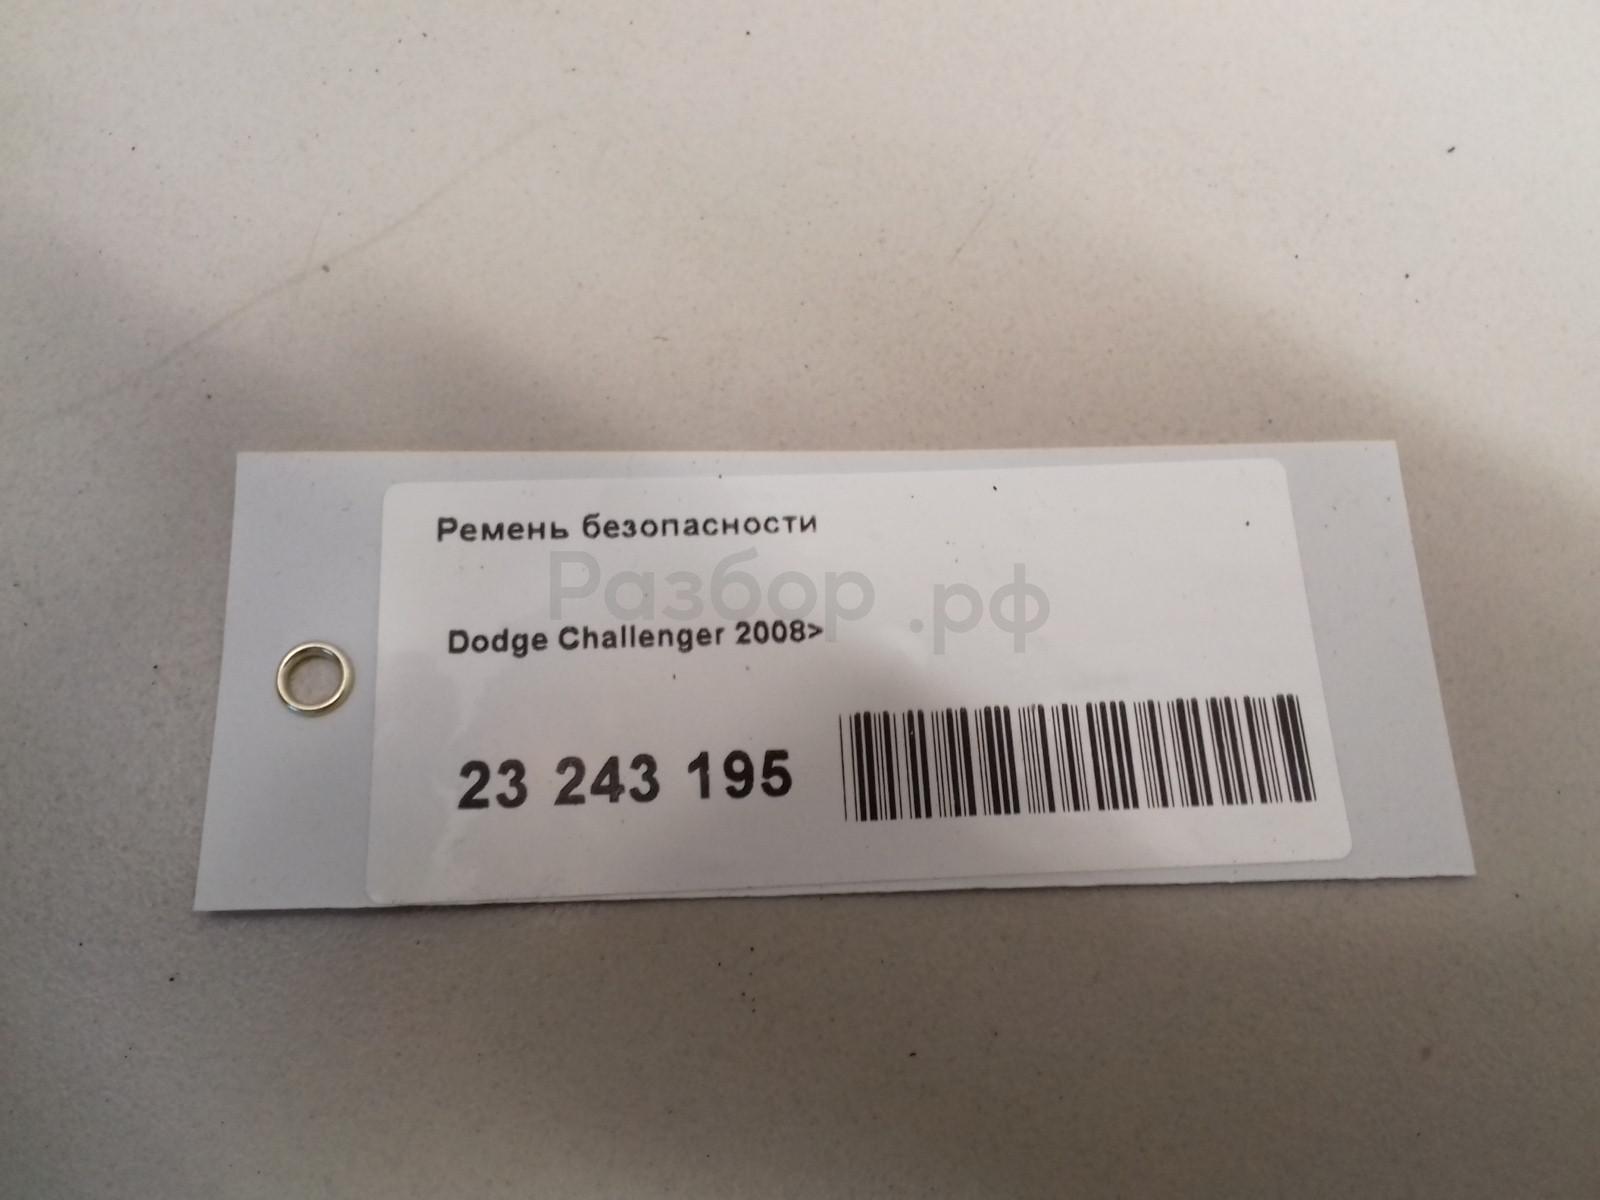 Ремень безопасности
Разбор.рф
Dodge Challenger 2008>
23 243 195